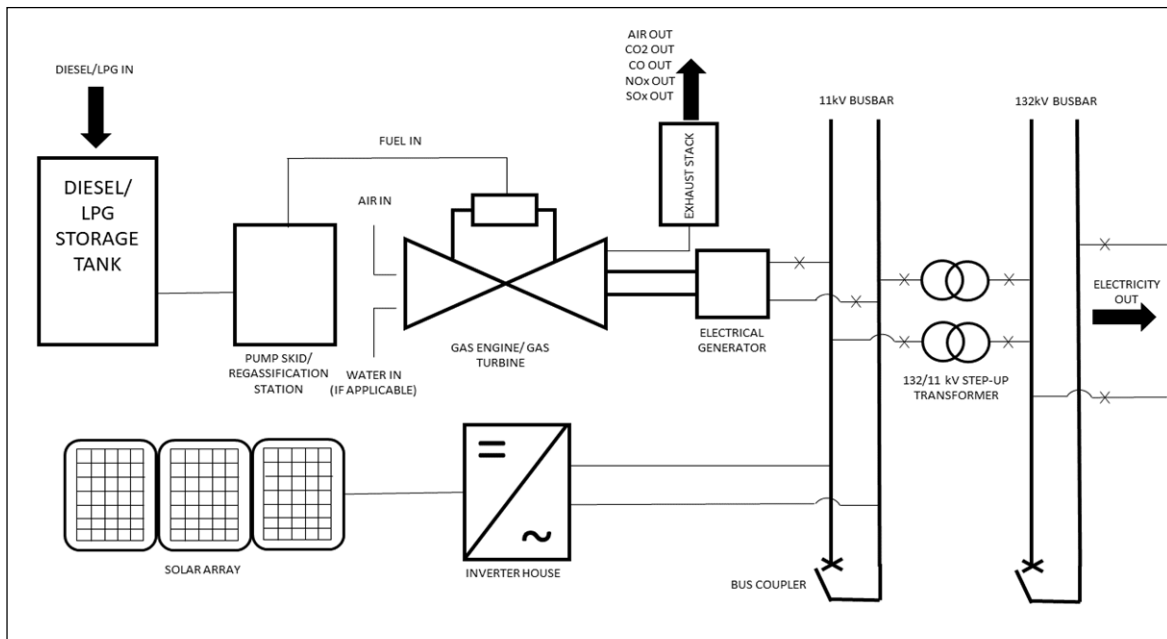 DIESEL/LPG IN
DIESEL/
LPG
STORAGE
TANK
PUMP SKID/
REGASSIFICATION
STATION
FUEL IN
AIR IN
WATER IN
(IF APPLICABLE)
GAS ENGINE/ GAS
TURBINE
AIR OUT
CO2 OUT
CO OUT
NOx OUT
SOx OUT
EXHAUST STACK
ELECTRICAL
GENERATOR
11kV BUSBAR
132kV BUSBAR
132/11 kV STEP-UP
TRANSFORMER
ELECTRICITY
OUT
SOLAR ARRAY
INVERTER HOUSE
BUS COUPLER